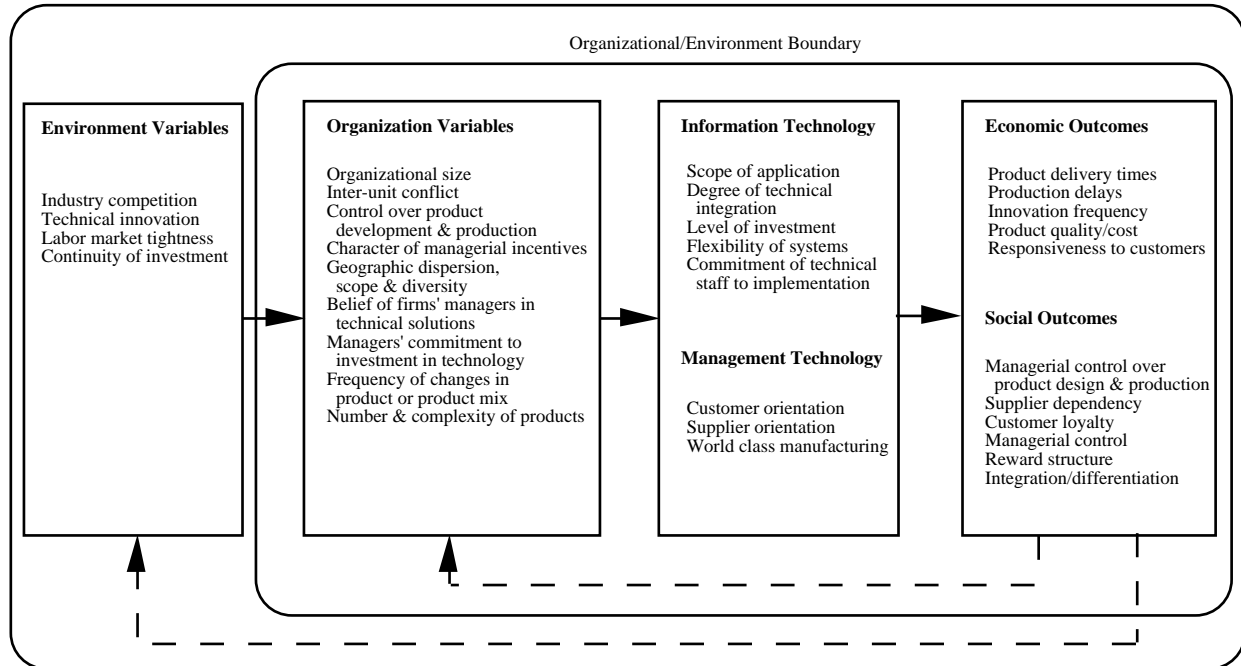 Organizational/Environment Boundary
Environment Variables
Industry competition
Technical innovation
Labor market tightness
Continuity of investment
Organization Variables
Organizational size
Inter-unit conflict
Control over product
development & production
Character of managerial incentives
Geographic dispersion,
scope & diversity
Belief of firms' managers in
technical solutions
Managers' commitment to
investment in technology
Frequency of changes in
product or product mix
Number & complexity of products
Information Technology
Scope of application
Degree of technical
integration
Level of investment
Flexibility of systems
Commitment of technical
staff to implementation
Management Technology
Customer orientation
Supplier orientation
World class manufacturing
Economic Outcomes
Product delivery times
Production delays
Innovation frequency
Product quality/cost
Responsiveness to customers
Social Outcomes
Managerial control over
product design & production
Supplier dependency
Customer loyalty
Managerial control
Reward structure
Integration/differentiation